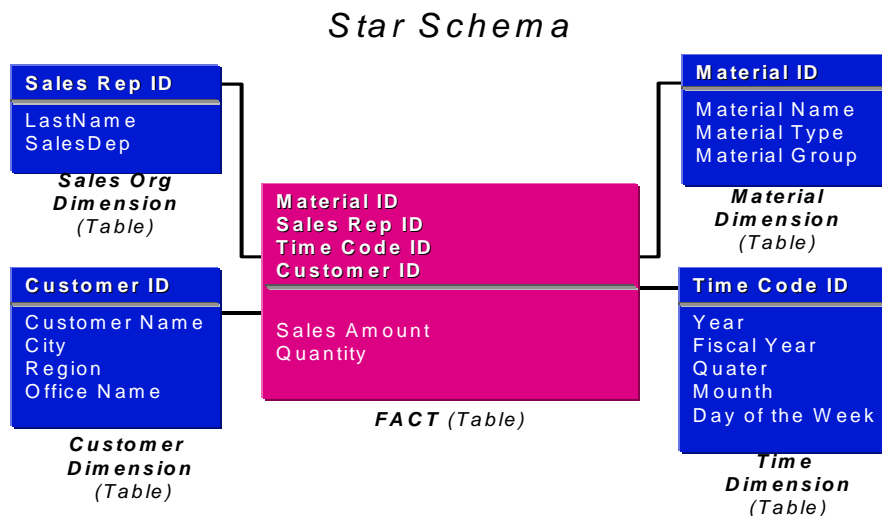 Star Schema
Sales Rep ID
LastName
SalesDep
Sales Org
Dimension
(Table)
Material ID
Material Name
Material Type
Material Group
Material
Dimension
(Table)
Material ID
Sales Rep ID
Time Code ID
Customer ID
Sales Amount
Quantity
FACT (Table)
Customer ID
Customer Name
City
Region
Office Name
Customer
Dimension
(Table)
Time Code ID
Year
Fiscal Year
Quater
Mounth
Day of the Week
Time
Dimension
(Table)